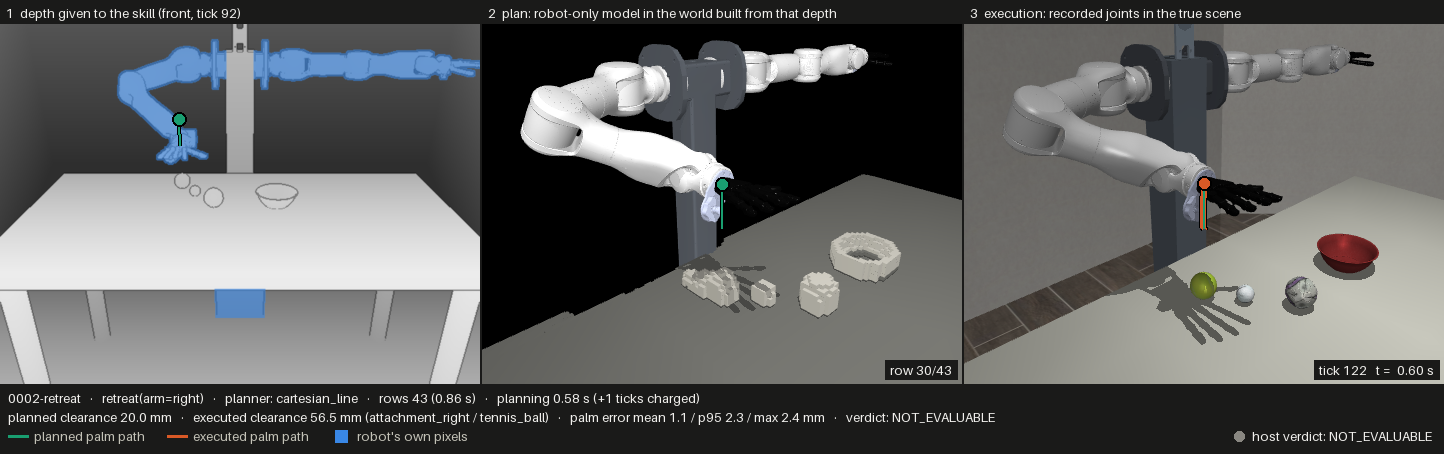 1 depth given to the skill (front, tick 92)
2 plan: robot-only model in the world built from that depth
3 execution: recorded joints in the true scene
row 30/43
tick 122 t = 0.60 s
0002-retreat · retreat(arm=right) · planner: cartesian_line · rows 43 (0.86 s) · planning 0.58 s (+1 ticks charged)
planned clearance 20.0 mm · executed clearance 56.5 mm (attachment_right / tennis_ball) · palm error mean 1.1 / p95 2.3 / max 2.4 mm · verdict: NOT_EVALUABLE
planned palm path executed palm path robot's own pixels
host verdict: NOT_EVALUABLE